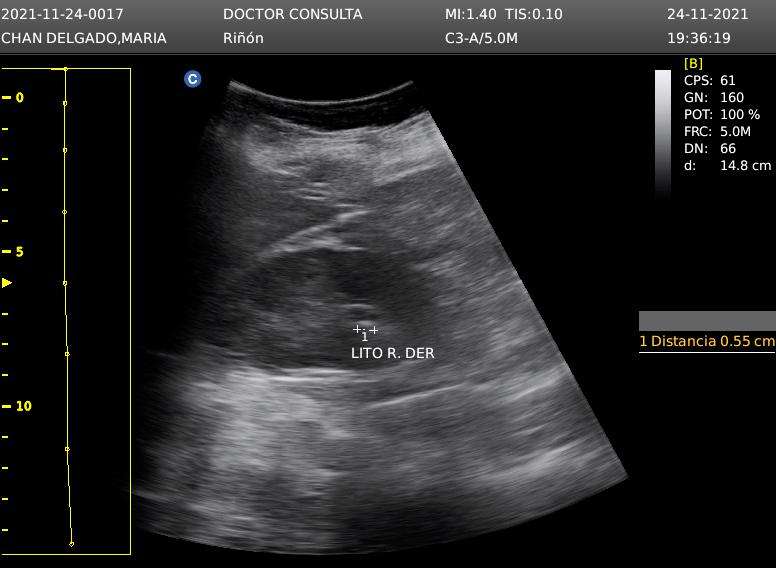 2021-11-24-0017 DOCTOR CONSULTA MI:1.40 TIS:0.10 24-11-2021
CHAN DELGADO,MARIA Riñón C3-A/5.0M 19:36:19
C
[B]
CPS: 61
GN: 160
POT: 100 %
FRC: 5.0M
DN: 66
d: 14.8 cm
0
5
10
1
LITO R. DER
1 Distancia 0.55 cm